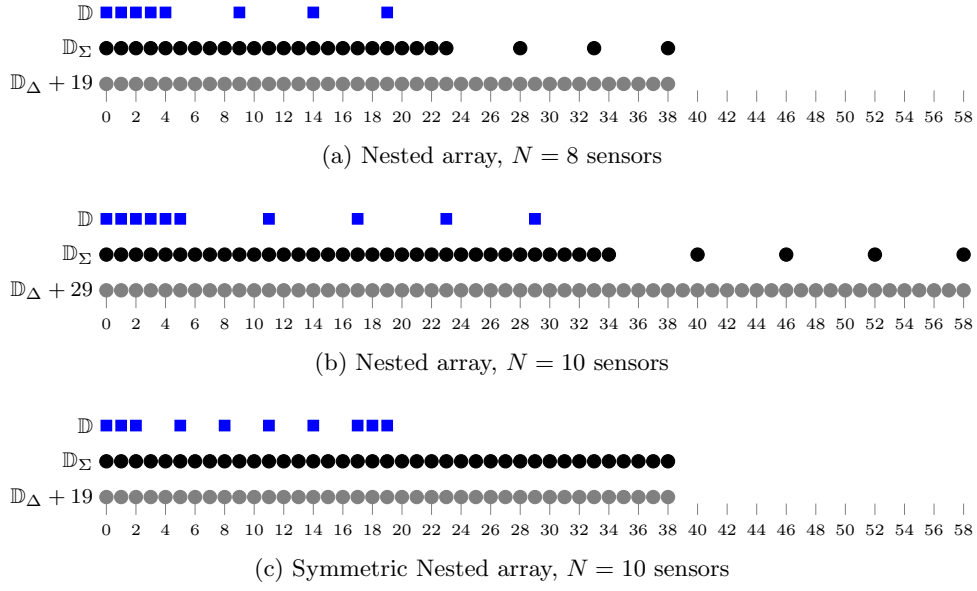 𝔻
𝔻_Σ
𝔻_Δ + 19
0 2 4 6 8 10 12 14 16 18 20 22 24 26 28 30 32 34 36 38 40 42 44 46 48 50 52 54 56 58
(a) Nested array, N = 8 sensors
𝔻
𝔻_Σ
𝔻_Δ + 29
0 2 4 6 8 10 12 14 16 18 20 22 24 26 28 30 32 34 36 38 40 42 44 46 48 50 52 54 56 58
(b) Nested array, N = 10 sensors
𝔻
𝔻_Σ
𝔻_Δ + 19
0 2 4 6 8 10 12 14 16 18 20 22 24 26 28 30 32 34 36 38 40 42 44 46 48 50 52 54 56 58
(c) Symmetric Nested array, N = 10 sensors